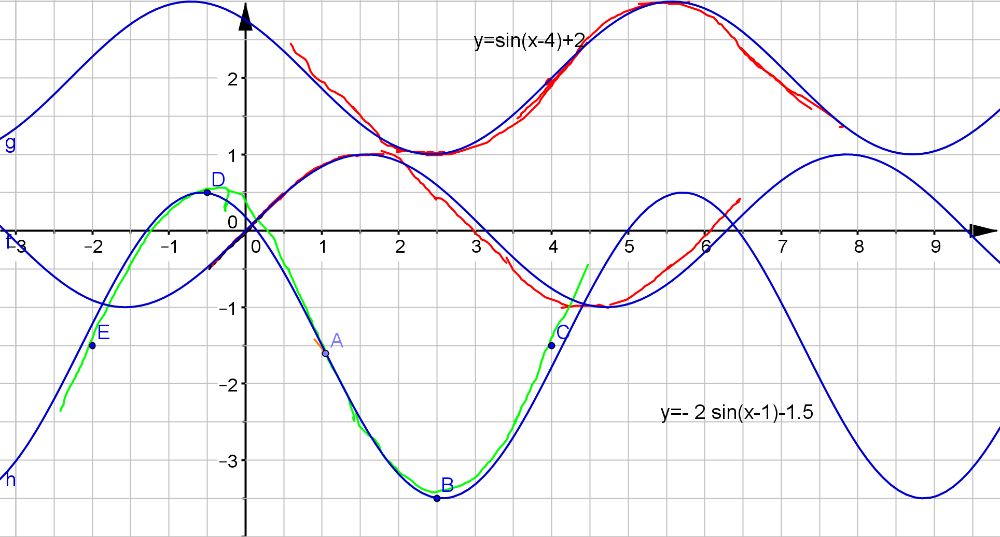 y=sin(x-4)+2
2
g
1
D
0
f
−3 −2 −1 0 1 2 3 4 5 6 7 8 9
−1
E
A
C
−2
y=- 2 sin(x-1)-1.5
−3
h
B